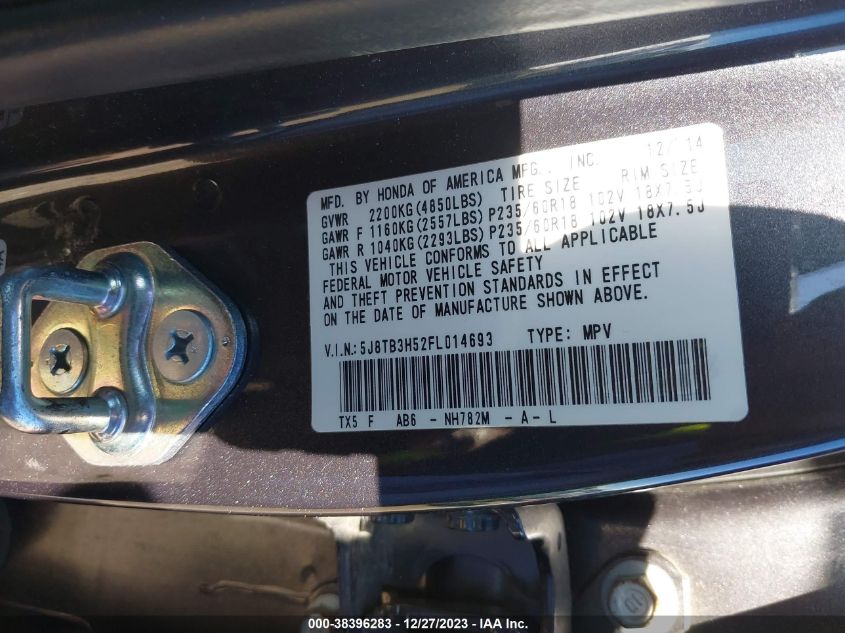 MFD. BY HONDA OF AMERICA MFG., INC. 12/14
GVWR 2200KG(4850LBS) TIRE SIZE RIM SIZE
GAWR F 1160KG(2557LBS)P235/60R18 102V 18X7.5J
GAWR R 1040KG(2293LBS)P235/60R18 102V 18X7.5J
THIS VEHICLE CONFORMS TO ALL APPLICABLE
FEDERAL MOTOR VEHICLE SAFETY
AND THEFT PREVENTION STANDARDS IN EFFECT
ON THE DATE OF MANUFACTURE SHOWN ABOVE.
V.I.N.:5J8TB3H52FL014693 TYPE: MPV
TX5 F AB6 - NH782M - A - L
000-38396283 - 12/27/2023 - IAA Inc.